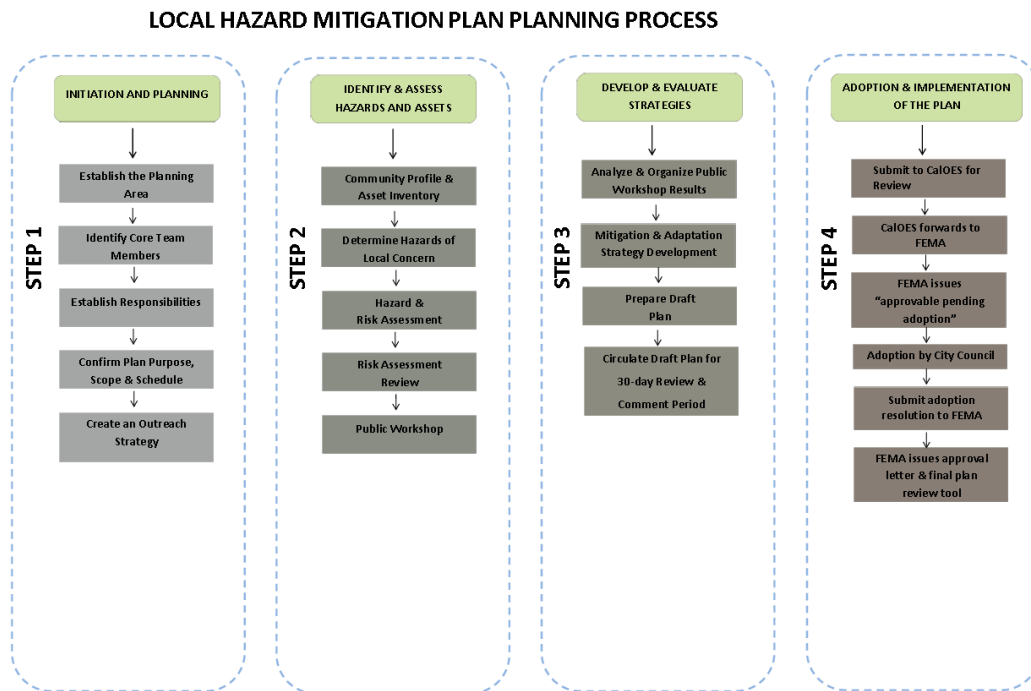 LOCAL HAZARD MITIGATION PLAN PLANNING PROCESS
STEP 1
INITIATION AND PLANNING
Establish the Planning
Area
Identify Core Team
Members
Establish Responsibilities
Confirm Plan Purpose,
Scope & Schedule
Create an Outreach
Strategy
STEP 2
IDENTIFY & ASSESS
HAZARDS AND ASSETS
Community Profile &
Asset Inventory
Determine Hazards of
Local Concern
Hazard &
Risk Assessment
Risk Assessment
Review
Public Workshop
STEP 3
DEVELOP & EVALUATE
STRATEGIES
Analyze & Organize Public
Workshop Results
Mitigation & Adaptation
Strategy Development
Prepare Draft
Plan
Circulate Draft Plan for
30-day Review &
Comment Period
STEP 4
ADOPTION & IMPLEMENTATION
OF THE PLAN
Submit to CalOES for
Review
CalOES forwards to
FEMA
FEMA issues
“approvable pending
adoption”
Adoption by City Council
Submit adoption
resolution to FEMA
FEMA issues approval
letter & final plan
review tool